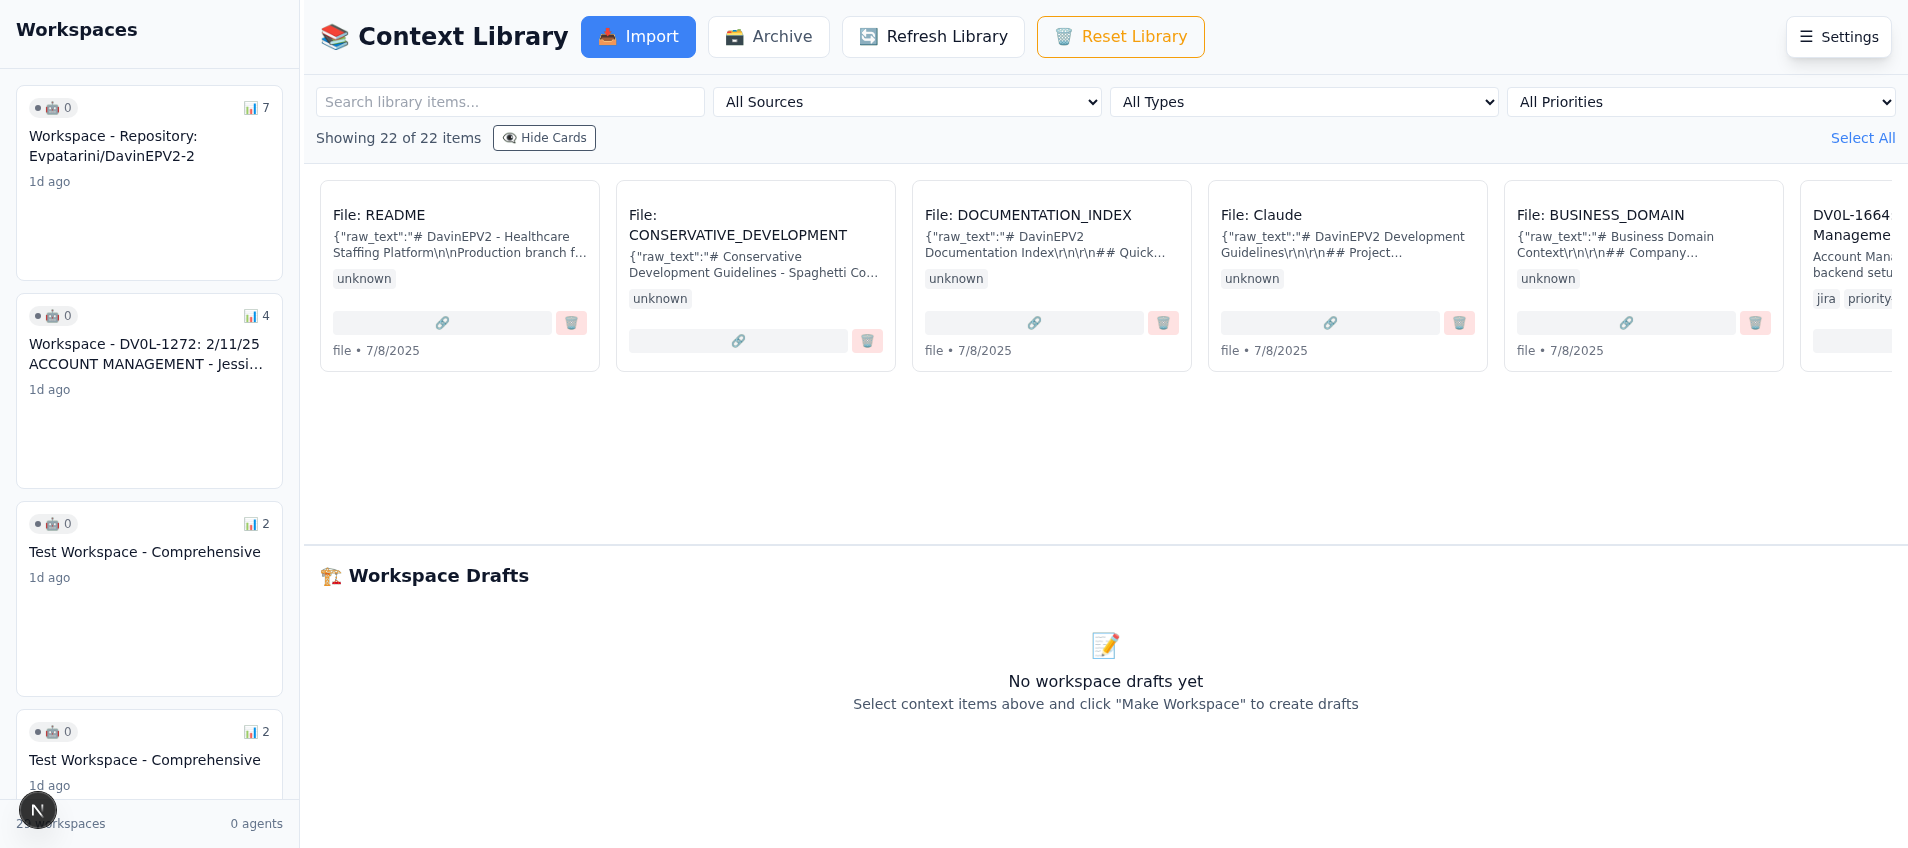 Workspaces
0
7
Workspace - Repository:
Evpatarini/DavinEPV2-2
1d ago
0
4
Workspace - DV0L-1272: 2/11/25
ACCOUNT MANAGEMENT - Jessi...
1d ago
0
2
Test Workspace - Comprehensive
1d ago
0
2
Test Workspace - Comprehensive
1d ago
N
workspaces
0 agents
Context Library
Import
Archive
Refresh Library
Reset Library
Settings
Search library items...
All Sources
All Types
All Priorities
Showing 22 of 22 items
Hide Cards
Select All
File: README
{"raw_text":"# DavinEPV2 - Healthcare
Staffing Platform\n\nProduction branch f...
unknown
file • 7/8/2025
File:
CONSERVATIVE_DEVELOPMENT
{"raw_text":"# Conservative
Development Guidelines - Spaghetti Co...
unknown
File: DOCUMENTATION_INDEX
{"raw_text":"# DavinEPV2
Documentation Index\r\n\r\n## Quick...
unknown
file • 7/8/2025
File: Claude
{"raw_text":"# DavinEPV2 Development
Guidelines\r\n\r\n## Project...
unknown
file • 7/8/2025
File: BUSINESS_DOMAIN
{"raw_text":"# Business Domain
Context\r\n\r\n## Company...
unknown
file • 7/8/2025
DV0L-1664
Manageme
Account Mana
backend setu
jira
priority
Workspace Drafts
No workspace drafts yet
Select context items above and click "Make Workspace" to create drafts